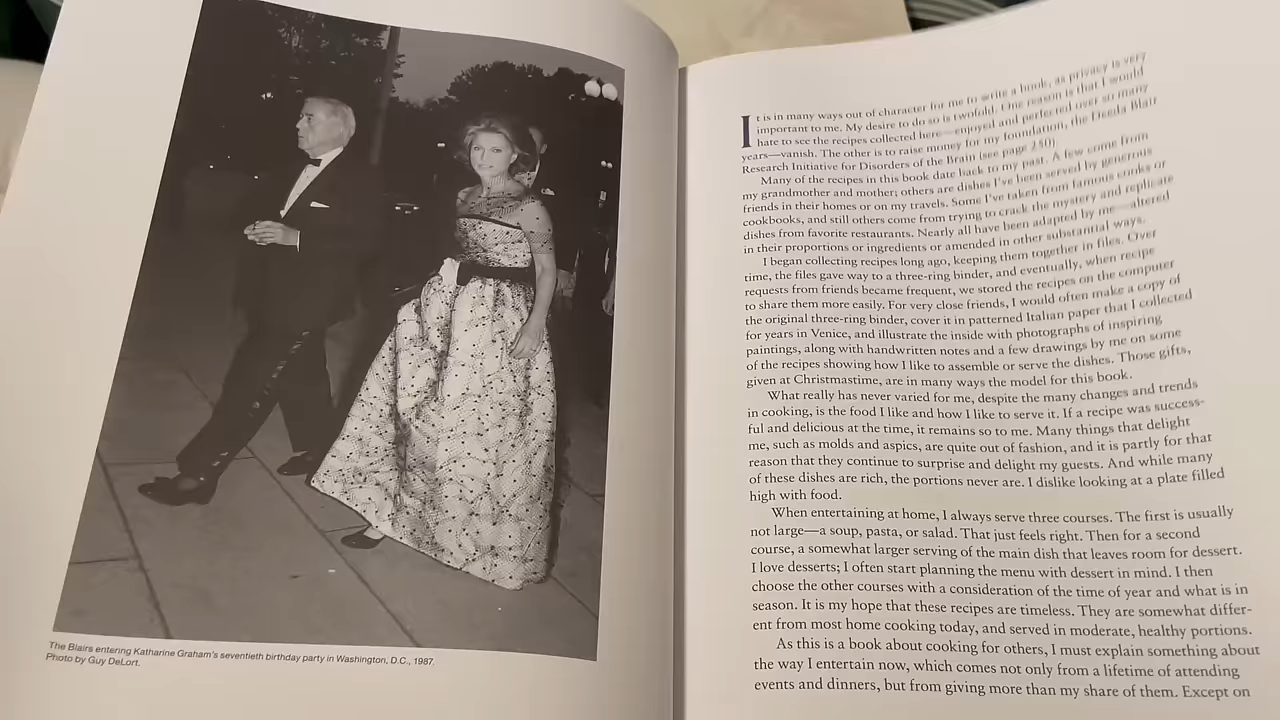 The Blairs entering Katharine Graham's seventieth birthday party in Washington, D.C., 1987.
Photo by Guy DeLort.
It is in many ways out of character for me to write a book, as privacy is very
important to me. My desire to do so is twofold. One reason is that I would
hate to see the recipes collected here—enjoyed and perfected over so many
years—vanish. The other is to raise money for my foundation, the Deeda Blair
Research Initiative for Disorders of the Brain (see page 250).
Many of the recipes in this book date back to my past. A few come from
my grandmother and mother; others are dishes I've been served by generous
friends in their homes or on my travels. Some I've taken from famous cooks or
cookbooks, and still others come from trying to crack the mystery and replicate
dishes from favorite restaurants. Nearly all have been adapted by me—altered
in their proportions or ingredients or amended in other substantial ways.
I began collecting recipes long ago, keeping them together in files. Over
time, the files gave way to a three-ring binder, and eventually, when recipe
requests from friends became frequent, we stored the recipes on the computer
to share them more easily. For very close friends, I would often make a copy of
the original three-ring binder, cover it in patterned Italian paper that I collected
for years in Venice, and illustrate the inside with photographs of inspiring
paintings, along with handwritten notes and a few drawings by me on some
of the recipes showing how I like to assemble or serve the dishes. Those gifts,
given at Christmastime, are in many ways the model for this book.
What really has never varied for me, despite the many changes and trends
in cooking, is the food I like and how I like to serve it. If a recipe was success-
ful and delicious at the time, it remains so to me. Many things that delight
me, such as molds and aspics, are quite out of fashion, and it is partly for that
reason that they continue to surprise and delight my guests. And while many
of these dishes are rich, the portions never are. I dislike looking at a plate filled
high with food.
When entertaining at home, I always serve three courses. The first is usually
not large—a soup, pasta, or salad. That just feels right. Then for a second
course, a somewhat larger serving of the main dish that leaves room for dessert.
I love desserts; I often start planning the menu with dessert in mind. I then
choose the other courses with a consideration of the time of year and what is in
season. It is my hope that these recipes are timeless. They are somewhat differ-
ent from most home cooking today, and served in moderate, healthy portions.
As this is a book about cooking for others, I must explain something about
the way I entertain now, which comes not only from a lifetime of attending
events and dinners, but from giving more than my share of them. Except on